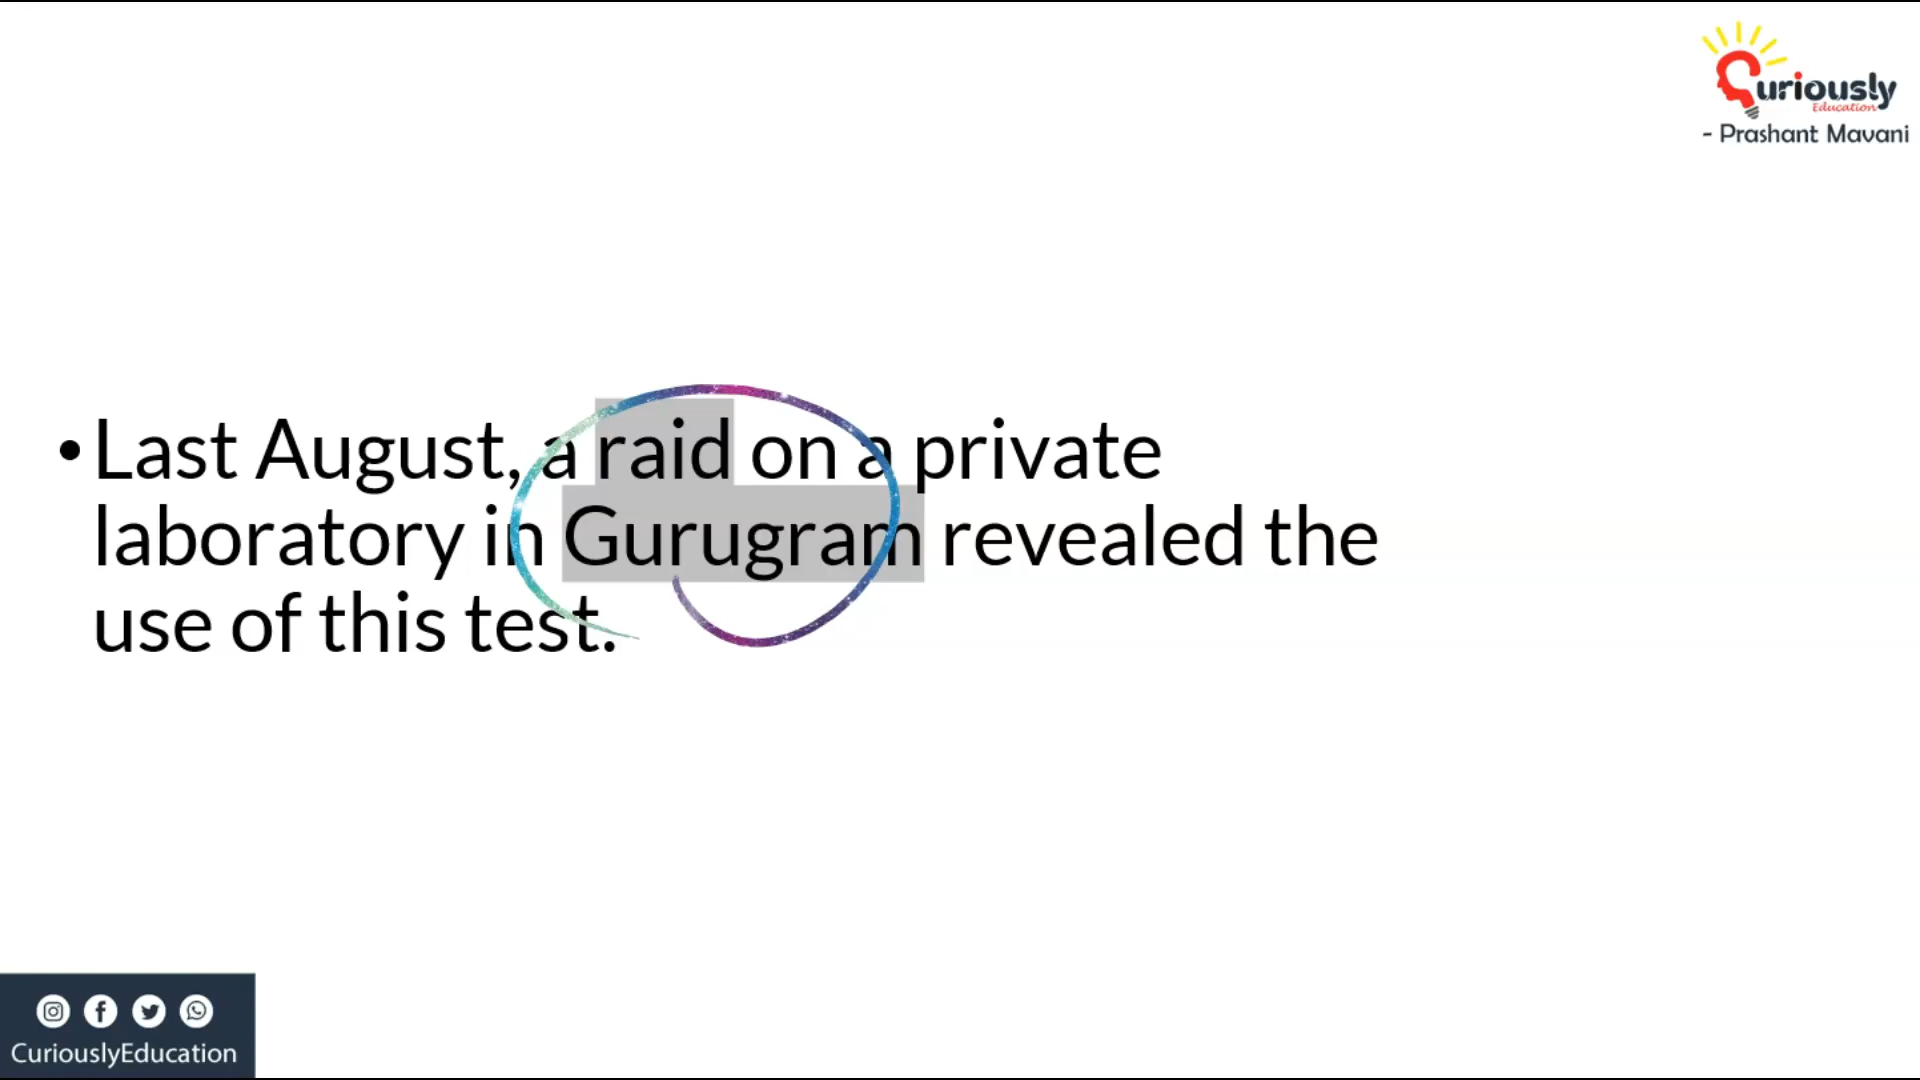 Curiously
Education
- Prashant Mavani
• Last August, a raid on a private
laboratory in Gurugram revealed the
use of this test.
CuriouslyEducation